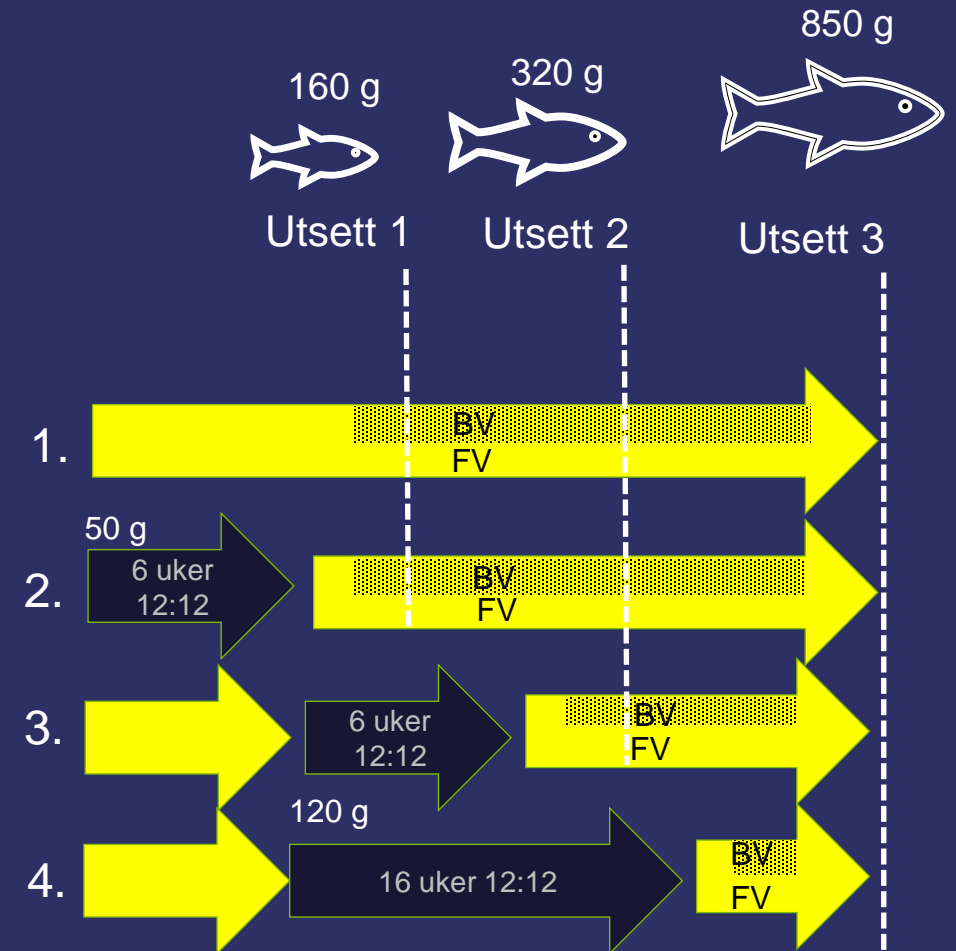 850 g
320 g
160 g
Utsett 1
Utsett 2
Utsett 3
1.
BV
FV
50 g
2.
6 uker
12:12
BV
FV
3.
6 uker
12:12
BV
FV
120 g
4.
16 uker 12:12
BV
FV